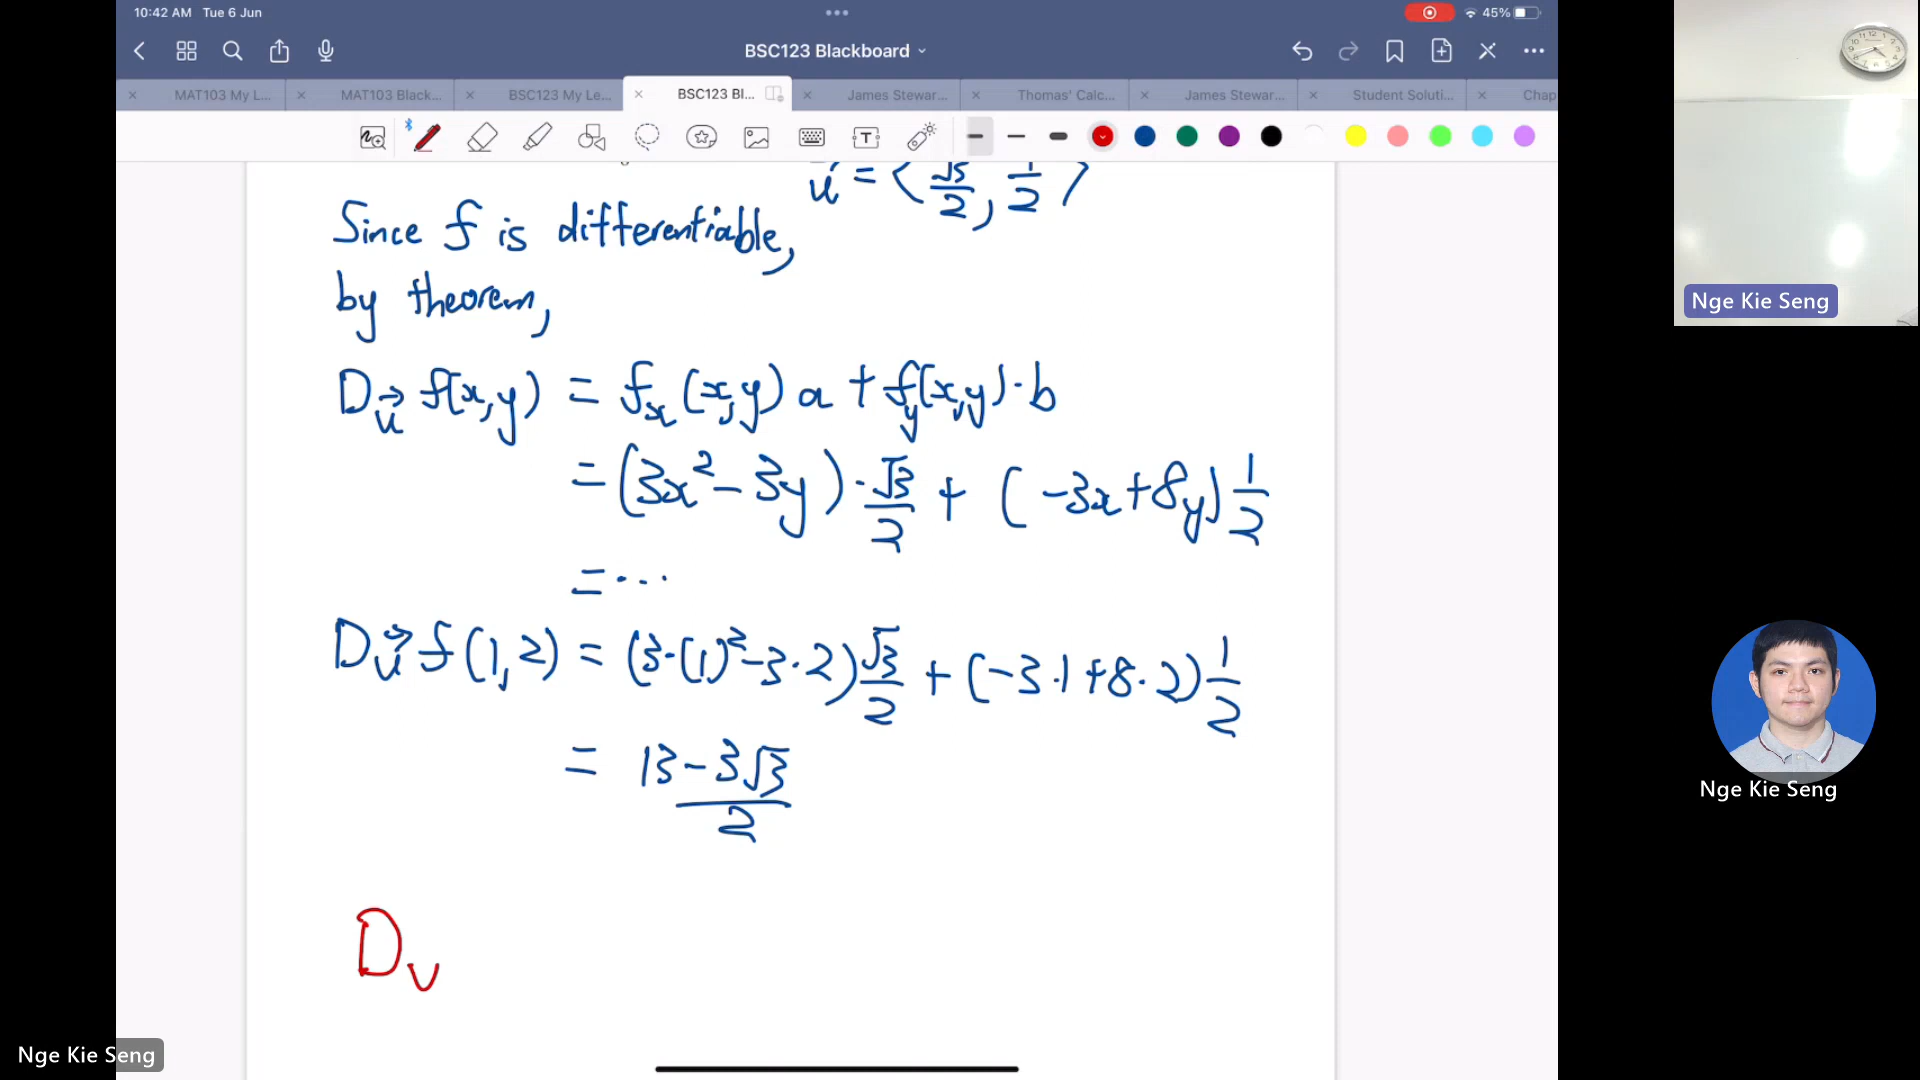 10:42 AM Tue 6 Jun
45%
BSC123 Blackboard
MAT103 My L...
MAT103 Black...
BSC123 My Le...
BSC123 Bl...
James Stewar...
Thomas' Calc...
James Stewar...
Student Soluti...
Chap
u⃗ = ⟨√3/2, 1/2⟩
Since f is differentiable,
by theorem,
D_u⃗ f(x,y) = f_x(x,y) a + f_y(x,y)·b
= (3x² - 3y)·√3/2 + (-3x+8y) 1/2
= ...
D_u⃗ f(1,2) = (3·(1)²-3·2) √3/2 + (-3·1+8·2) 1/2
= 13-3√3/2
D_u
Nge Kie Seng
Nge Kie Seng
Nge Kie Seng